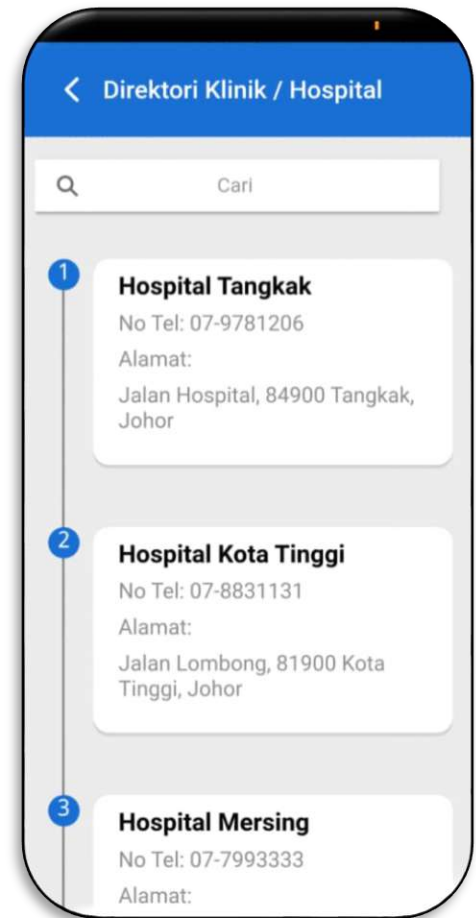 Direktori Klinik / Hospital
Cari
1
Hospital Tangkak
No Tel: 07-9781206
Alamat:
Jalan Hospital, 84900 Tangkak,
Johor
2
Hospital Kota Tinggi
No Tel: 07-8831131
Alamat:
Jalan Lombong, 81900 Kota
Tinggi, Johor
3
Hospital Mersing
No Tel: 07-7993333
Alamat: